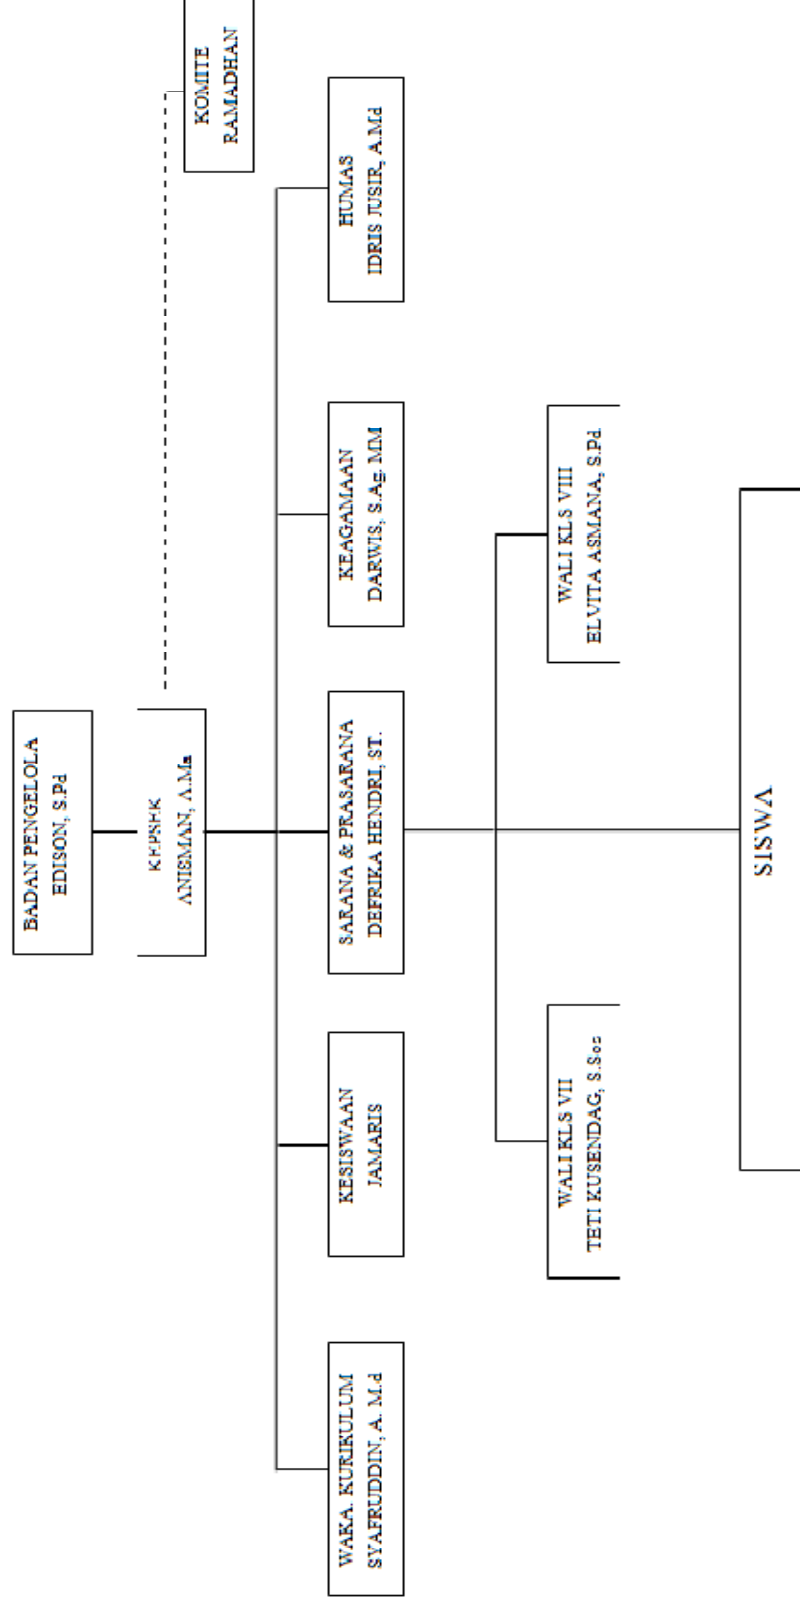 BADAN PENGELOLA
EDISON, S.Pd
KEPSEK
ANISMAN, A.Ma
KOMITE
RAMADHAN
WAKA. KURIKULUM
SYAFRUDDIN, A. M.d
KESISWAAN
JAMARIS
SARANA & PRASARANA
DEFRIKA HENDRI, ST.
KEAGAMAAN
DARWIS, S.Ag. MM
HUMAS
IDRIS JUSIR, A.Md
WALI KLS VII
TETI KUSENDAG, S.Sos
WALI KLS VIII
ELVITA ASMANA, S.Pd
SISWA